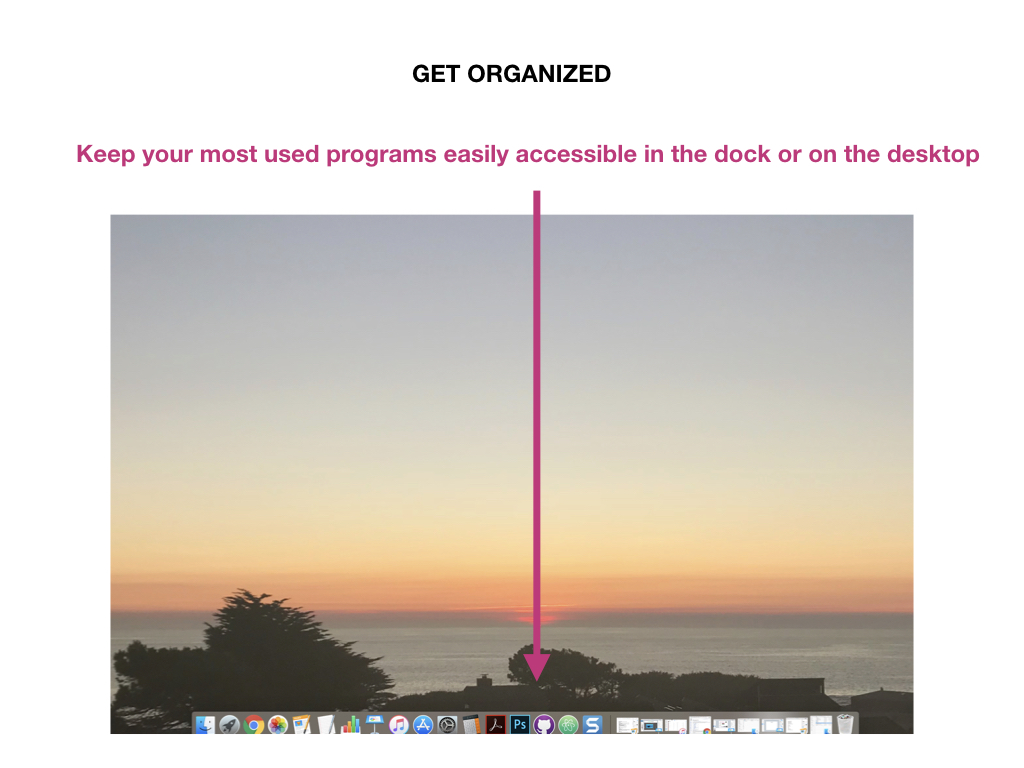 GET ORGANIZED
Keep your most used programs easily accessible in the dock or on the desktop
Ps